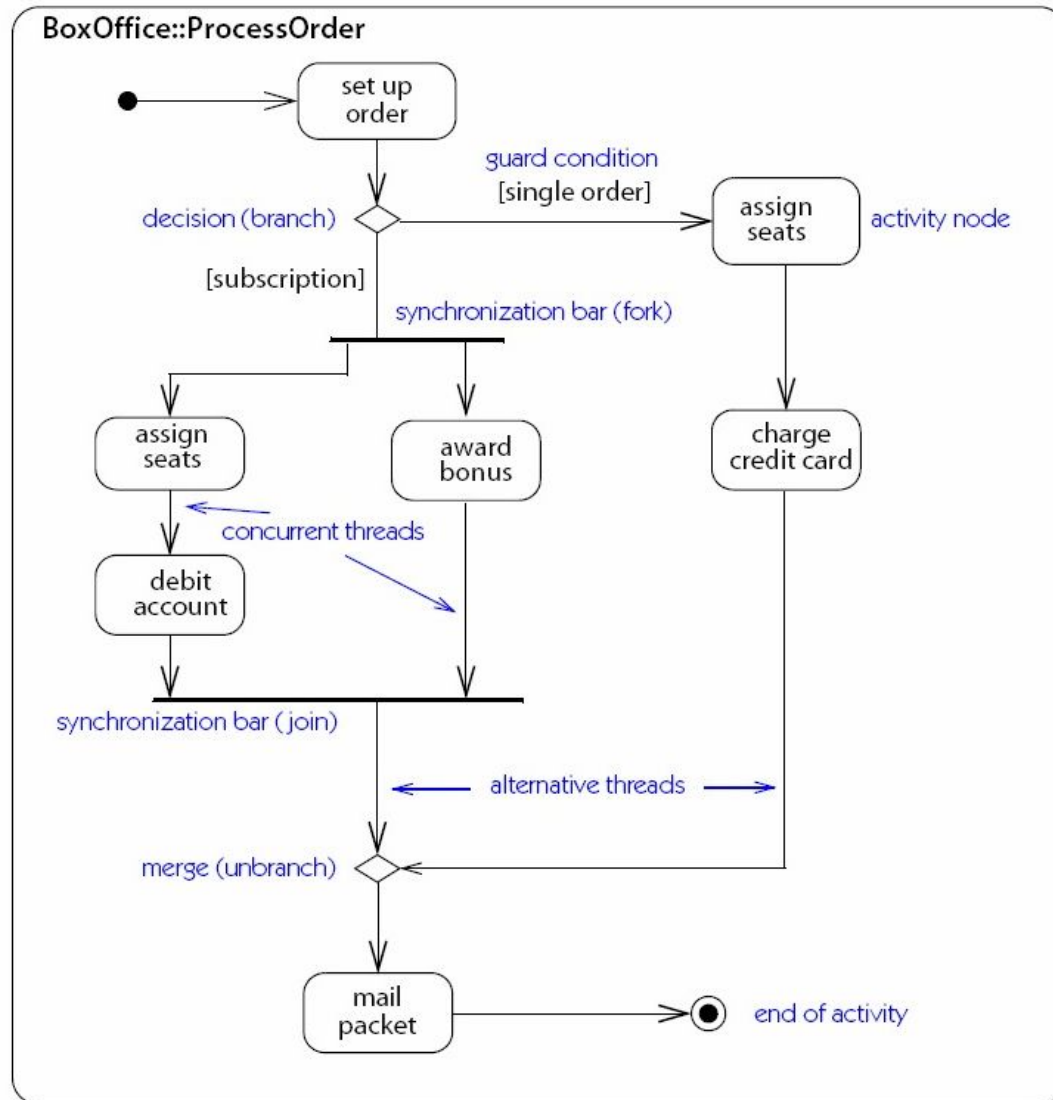 BoxOffice::ProcessOrder
set up
order
guard condition
[single order]
decision (branch)
assign
seats
activity node
[subscription]
synchronization bar (fork)
assign
seats
award
bonus
charge
credit card
concurrent threads
debit
account
synchronization bar (join)
alternative threads
merge (unbranch)
mail
packet
end of activity